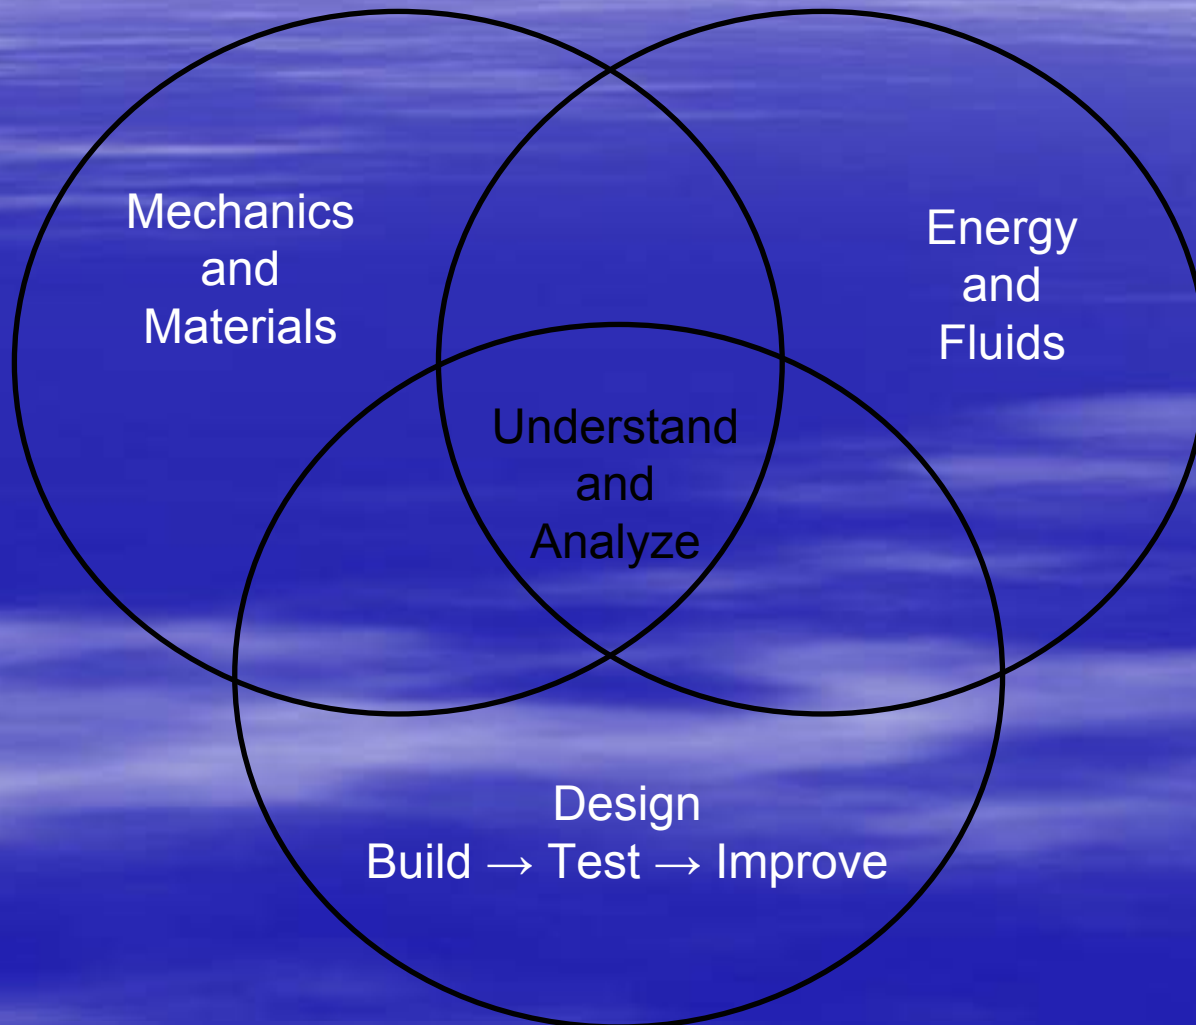 Mechanics
and
Materials
Energy
and
Fluids
Understand
and
Analyze
Design
Build → Test → Improve